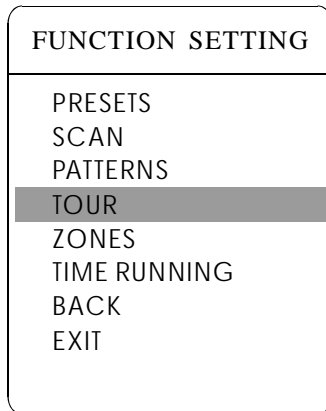 FUNCTION SETTING
PRESETS
SCAN
PATTERNS
TOUR
ZONES
TIME RUNNING
BACK
EXIT